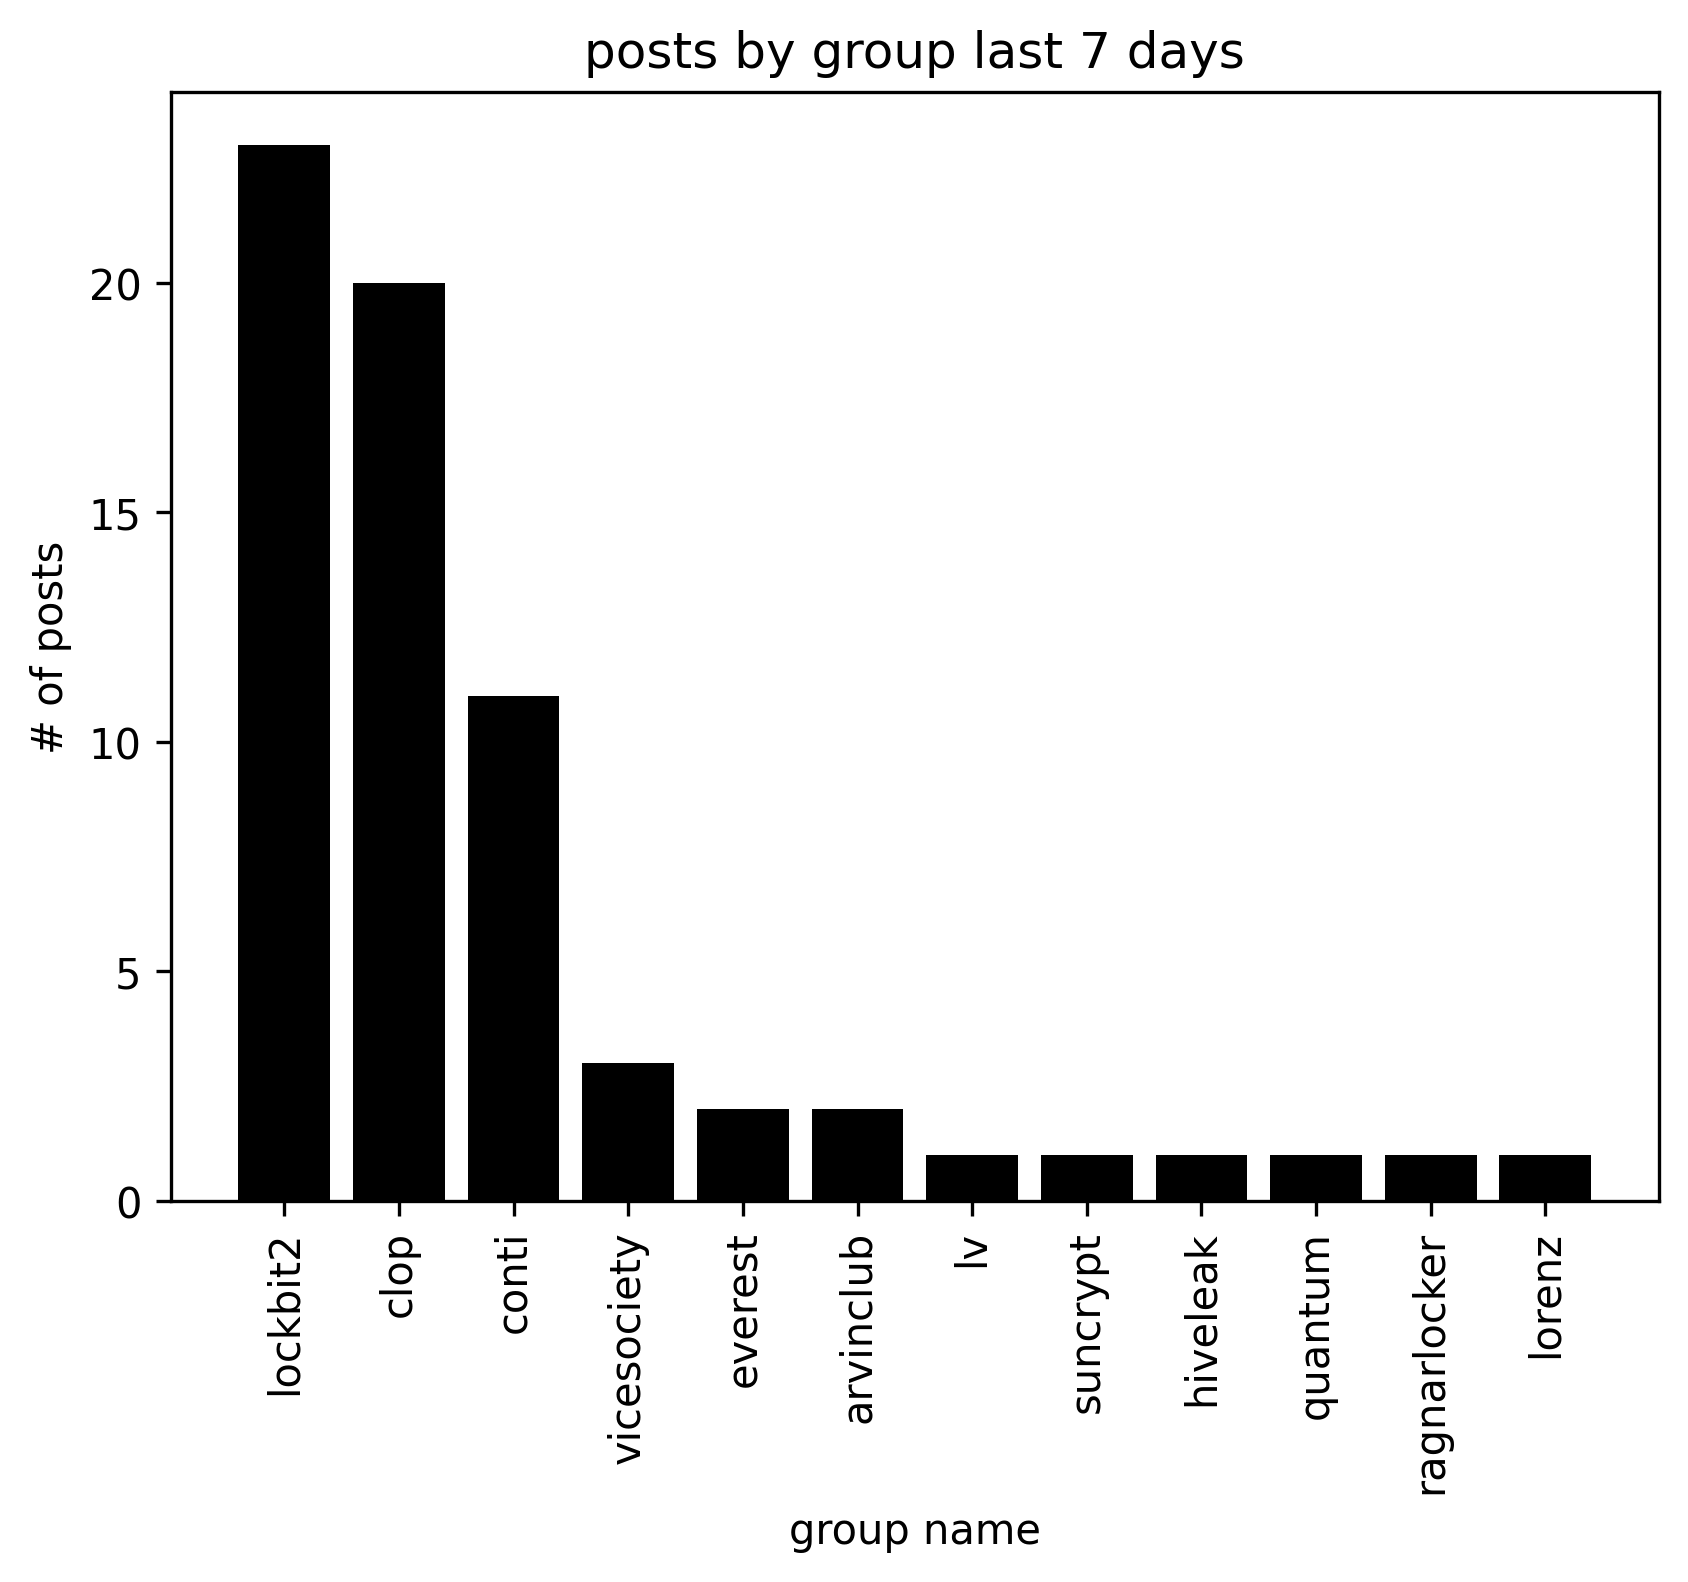 posts by group last 7 days
# of posts
20
15
10
5
0
lockbit2
clop
conti
vicesociety
everest
arvinclub
lv
suncrypt
hiveleak
quantum
ragnarlocker
lorenz
group name